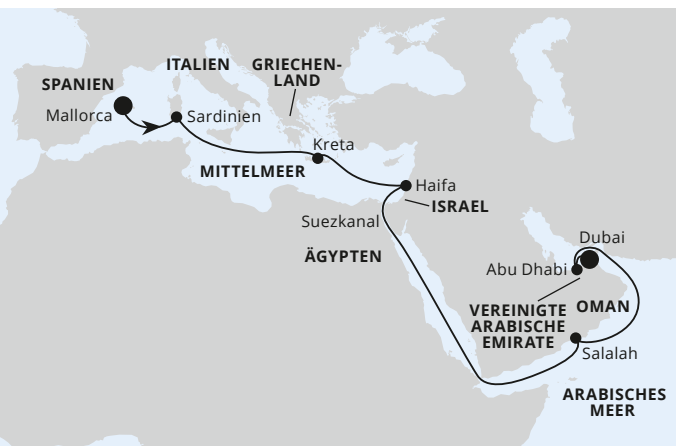 ITALIEN
GRIECHEN-
LAND
SPANIEN
Mallorca
Sardinien
Kreta
MITTELMEER
Haifa
ISRAEL
Suezkanal
ÄGYPTEN
Dubai
Abu Dhabi
VEREINIGTE
ARABISCHE
EMIRATE
OMAN
Salalah
ARABISCHES
MEER